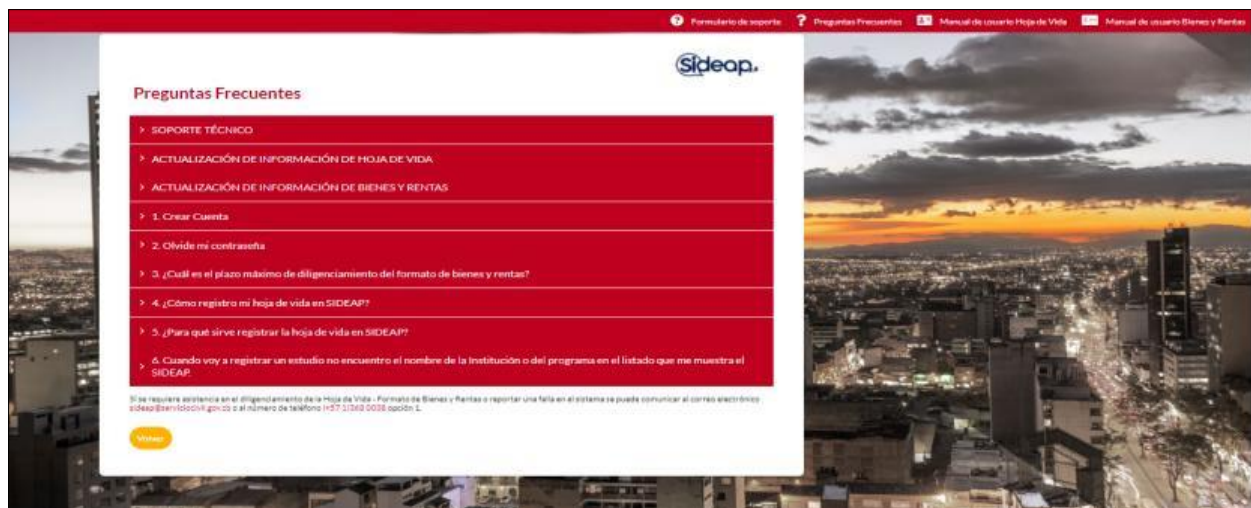 Formulario de soporte
Preguntas Frecuentes
Manual de usuario Hoja de Vida
Manual de usuario Bienes y Rentas
Sideap.
Preguntas Frecuentes
SOPORTE TÉCNICO
ACTUALIZACIÓN DE INFORMACIÓN DE HOJA DE VIDA
ACTUALIZACIÓN DE INFORMACIÓN DE BIENES Y RENTAS
1. Crear Cuenta
2. Olvide mi contraseña
3. ¿Cuál es el plazo máximo de diligenciamiento del formato de bienes y rentas?
4. ¿Cómo registro mi hoja de vida en SIDEAP?
5. ¿Para qué sirve registrar la hoja de vida en SIDEAP?
6. Cuando voy a registrar un estudio no encuentro el nombre de la Institución o del programa en el listado que me muestra el
SIDEAP.
Si se requiere asistencia en el diligenciamiento de la Hoja de Vida - Formato de Bienes y Rentas o reportar una falla en el sistema se puede comunicar al correo electrónico
sideap@serviciocivil.gov.co o al número de teléfono (+57 1)368 0038 opción 1.
Volver